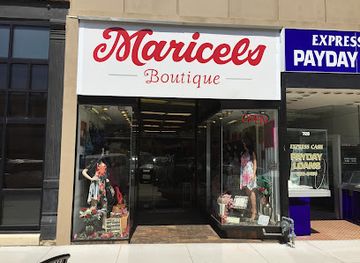 Maricels
Boutique
EXPRESS
PAYDAY
EXPRESS CASH
PAYDAY
LOANS